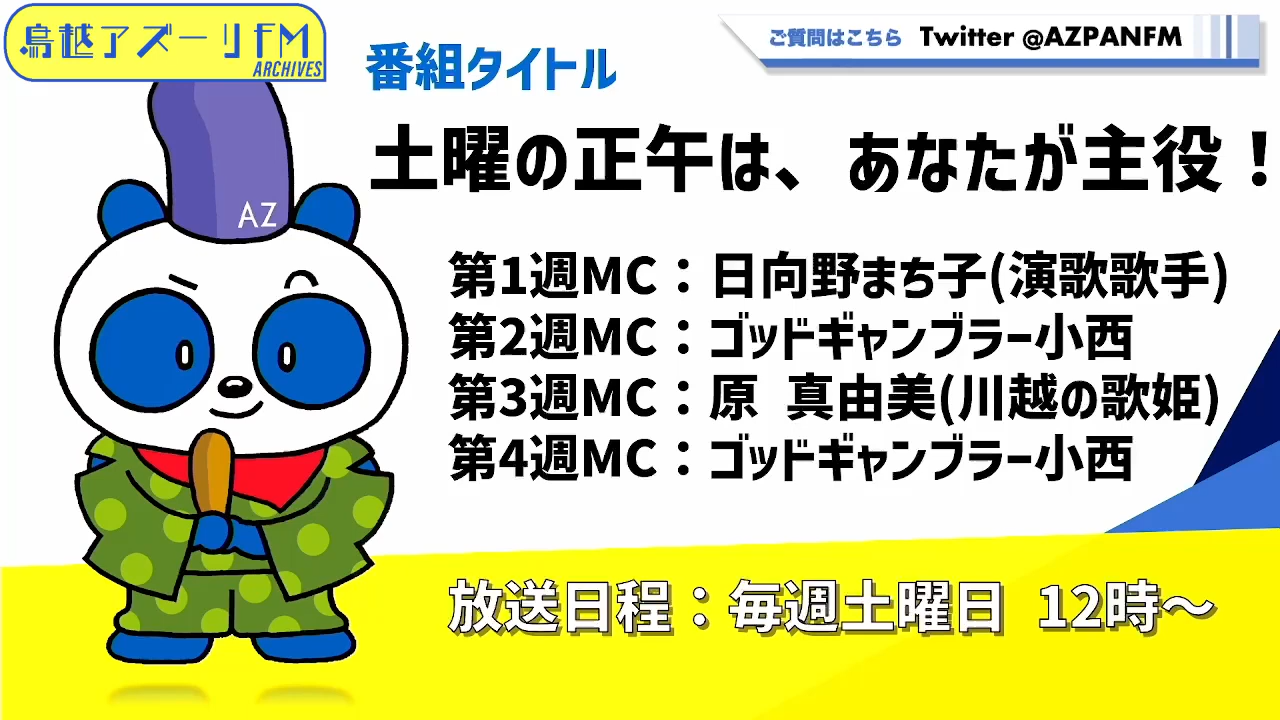 鳥越アズーリFM
ARCHIVES
ご質問はこちら Twitter @AZPANFM
番組タイトル
土曜の正午は、あなたが主役！
AZ
第1週MC：日向野まち子(演歌歌手)
第2週MC：ゴッドギャンブラー小西
第3週MC：原 真由美(川越の歌姫)
第4週MC：ゴッドギャンブラー小西
放送日程：毎週土曜日 12時～